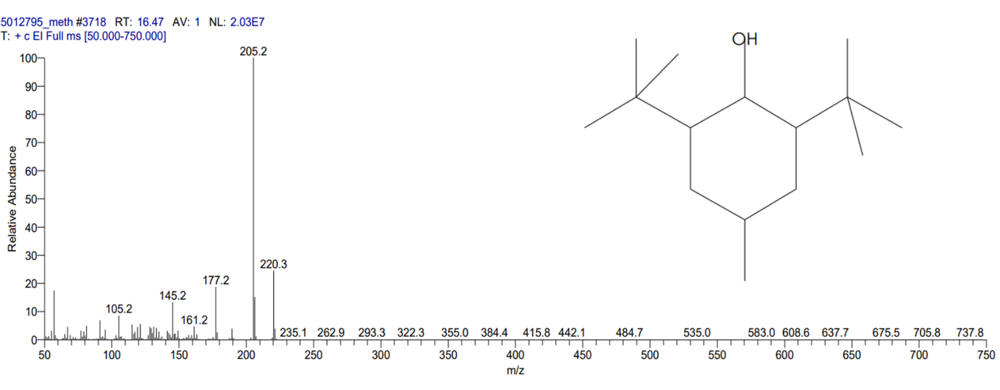 5012795_meth #3718 RT: 16.47 AV: 1 NL: 2.03E7
T: + c EI Full ms [50.000-750.000]
OH
205.2
100
90
80
70
60
50
40
30
20
10
0
Relative Abundance
220.3
177.2
145.2
105.2
161.2
235.1 262.9 293.3 322.3 355.0 384.4 415.8 442.1 484.7 535.0 583.0 608.6 637.7 675.5 705.8 737.8
50 100 150 200 250 300 350 400 450 500 550 600 650 700 750
m/z